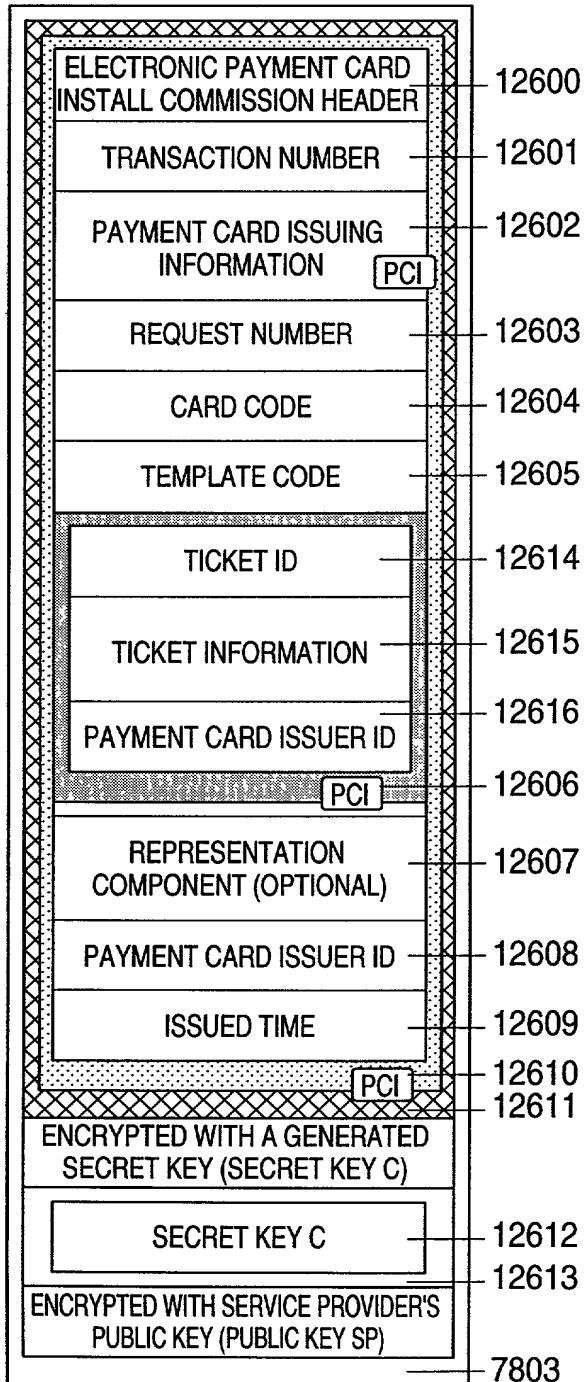 ELECTRONIC PAYMENT CARD
INSTALL COMMISSION HEADER
12600
TRANSACTION NUMBER
12601
PAYMENT CARD ISSUING
INFORMATION
PCI
12602
REQUEST NUMBER
12603
CARD CODE
12604
TEMPLATE CODE
12605
TICKET ID
12614
TICKET INFORMATION
12615
PAYMENT CARD ISSUER ID
12616
PCI
12606
REPRESENTATION
COMPONENT (OPTIONAL)
12607
PAYMENT CARD ISSUER ID
12608
ISSUED TIME
12609
PCI
12610
12611
ENCRYPTED WITH A GENERATED
SECRET KEY (SECRET KEY C)
SECRET KEY C
12612
12613
ENCRYPTED WITH SERVICE PROVIDER'S
PUBLIC KEY (PUBLIC KEY SP)
7803